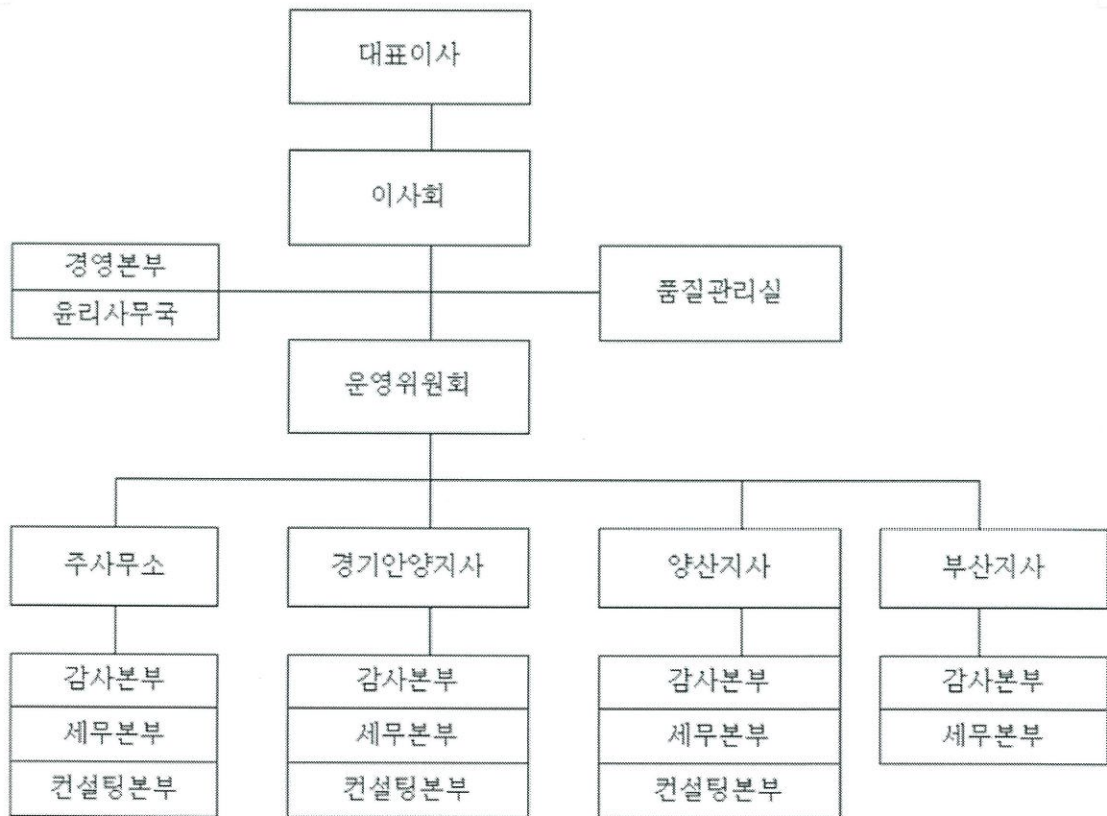 대표이사
이사회
경영본부
윤리사무국
품질관리실
운영위원회
주사무소
경기안양지사
양산지사
부산지사
감사본부
세무본부
컨설팅본부
감사본부
세무본부
컨설팅본부
감사본부
세무본부
컨설팅본부
감사본부
세무본부